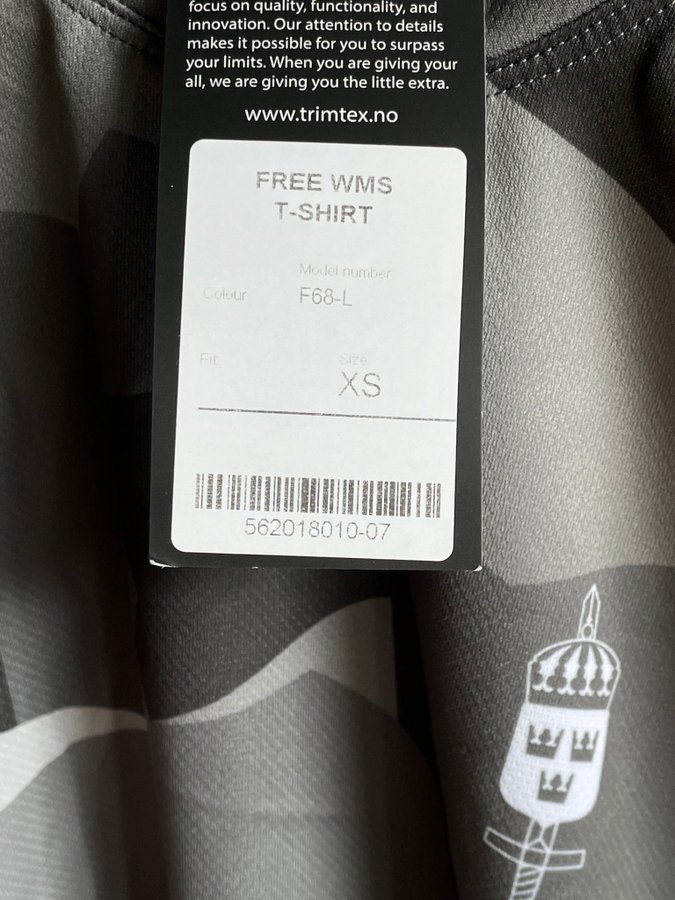 focus on quality, functionality, and
innovation. Our attention to details
makes it possible for you to surpass
your limits. When you are giving your
all, we are giving you the little extra.
www.trimtex.no
FREE WMS
T-SHIRT
Model number
Colour
F68-L
Fit
Size
XS
562018010-07